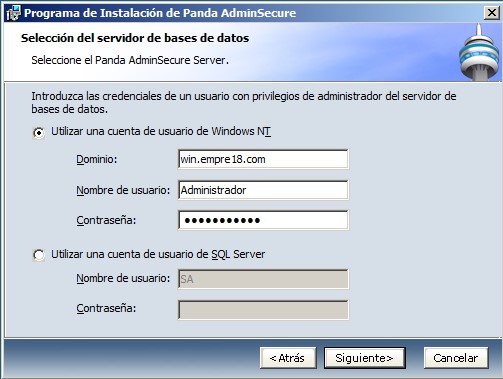 Programa de Instalación de Panda AdminSecure
Selección del servidor de bases de datos
Seleccione el Panda AdminSecure Server.
Introduzca las credenciales de un usuario con privilegios de administrador del servidor de
bases de datos.
Utilizar una cuenta de usuario de Windows NT
Dominio: win.empre18.com
Nombre de usuario: Administrador
Contraseña: ●●●●●●●●●●●
Utilizar una cuenta de usuario de SQL Server
Nombre de usuario: SA
Contraseña:
<Atrás Siguiente> Cancelar